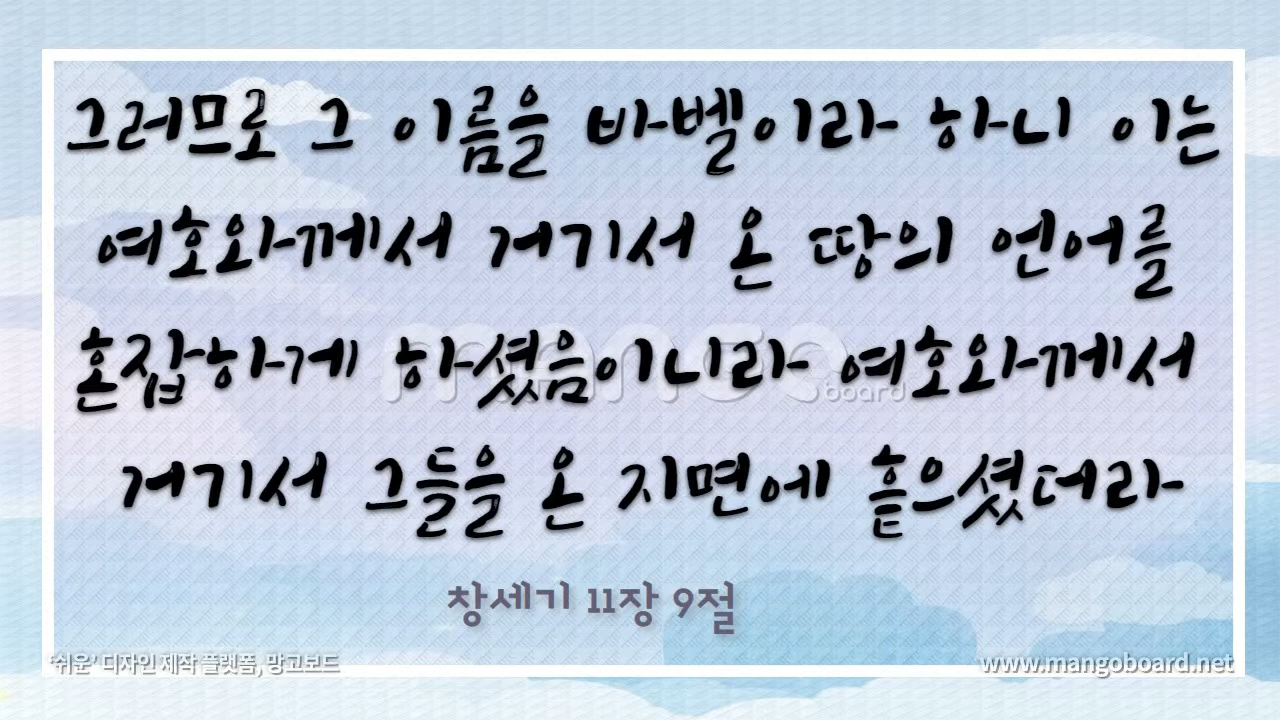 그러므로 그 이름을 바벨이라 하니 이는
여호와께서 거기서 온 땅의 언어를
혼잡하게 하셨음이니라 여호와께서
거기서 그들을 온 지면에 흩으셨더라
mango
board
창세기 11장 9절
'쉬운' 디자인 제작 플랫폼, 망고보드
www.mangoboard.net